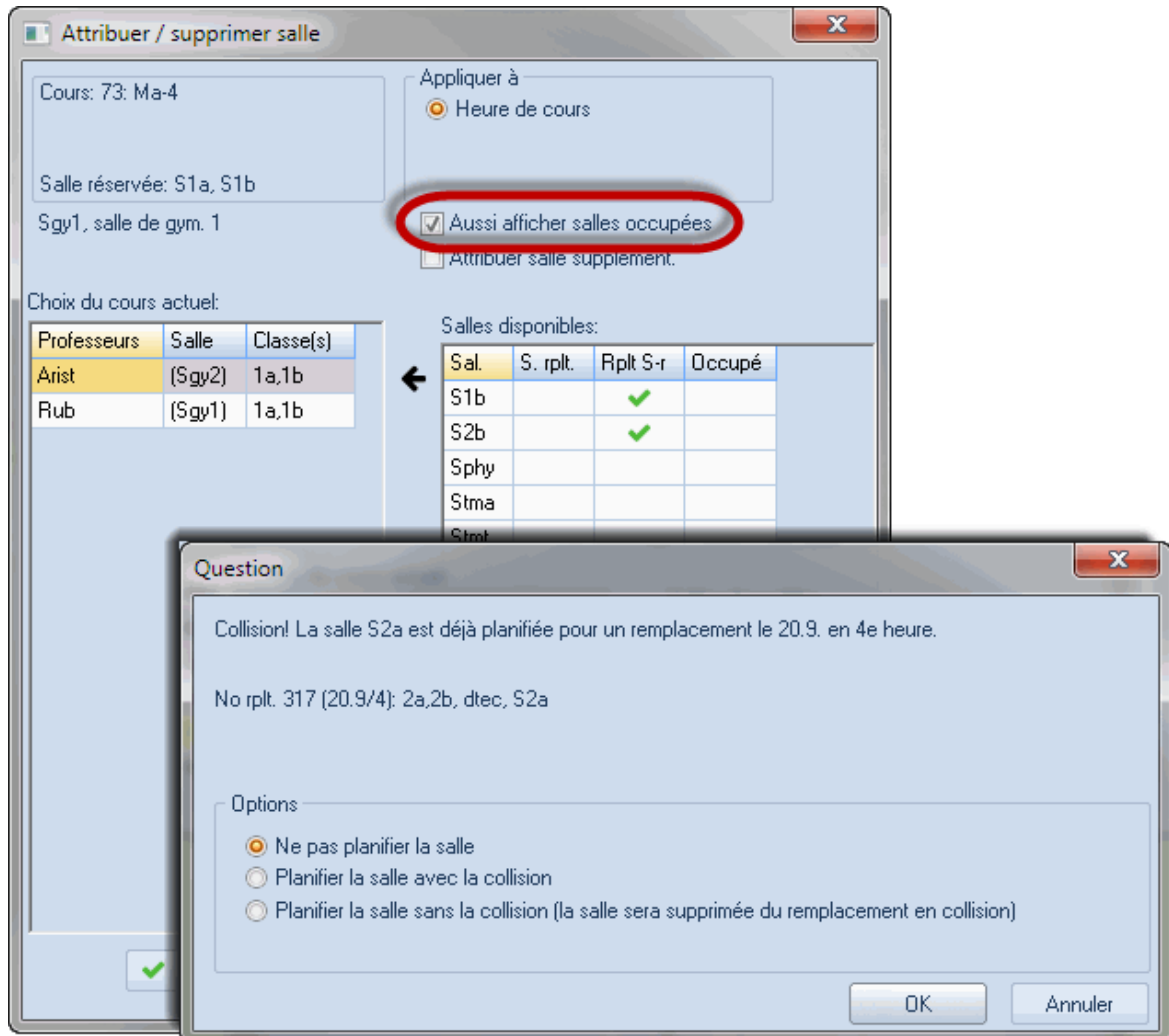 Attribuer / supprimer salle
Cours: 73: Ma-4
Salle réservée: S1a, S1b
Sgy1, salle de gym. 1
Appliquer à
Heure de cours
Aussi afficher salles occupées
Attribuer salle supplément.
Choix du cours actuel:
Professeurs Salle Classe(s)
Arist (Sgy2) 1a,1b
Rub (Sgy1) 1a,1b
Salles disponibles:
Sal. S. rplt. Rplt S-r Occupé
S1b
S2b
Sphy
Stma
Stmt
Question
Collision! La salle S2a est déjà planifiée pour un remplacement le 20.9. en 4e heure.
No rplt. 317 (20.9/4): 2a,2b, dtec, S2a
Options
Ne pas planifier la salle
Planifier la salle avec la collision
Planifier la salle sans la collision (la salle sera supprimée du remplacement en collision)
OK Annuler